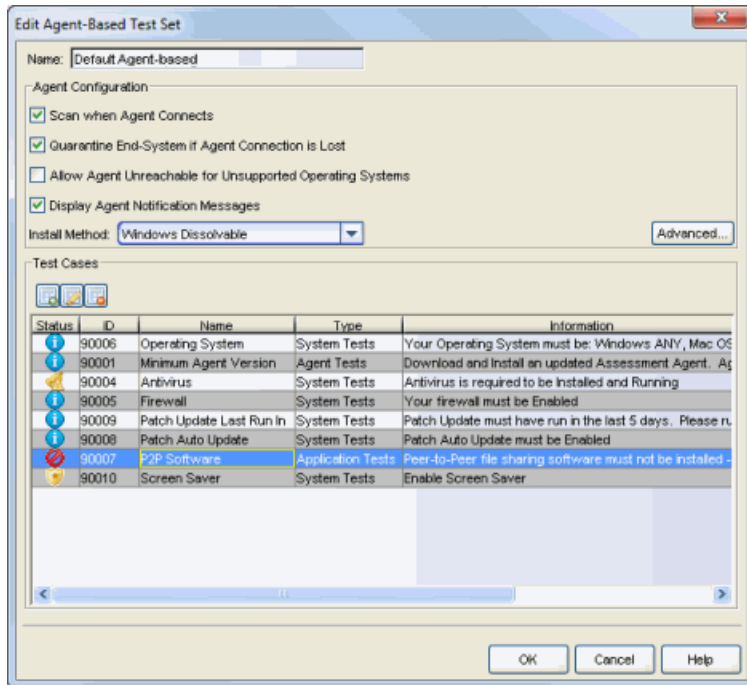 Edit Agent-Based Test Set
Name: Default Agent-based
Agent Configuration
Scan when Agent Connects
Quarantine End-System if Agent Connection is Lost
Allow Agent Unreachable for Unsupported Operating Systems
Display Agent Notification Messages
Install Method: Windows Dissolvable Advanced...
Test Cases
Status ID Name Type Information
90006 Operating System System Tests Your Operating System must be: Windows ANY, Mac OS
90001 Minimum Agent Version Agent Tests Download and Install an updated Assessment Agent. Ag
90004 Antivirus System Tests Antivirus is required to be Installed and Running
90005 Firewall System Tests Your firewall must be Enabled
90009 Patch Update Last Run In System Tests Patch Update must have run in the last 5 days. Please ru
90008 Patch Auto Update System Tests Patch Auto Update must be Enabled
90007 P2P Software Application Tests Peer-to-Peer file sharing software must not be installed -
90010 Screen Saver System Tests Enable Screen Saver
OK Cancel Help